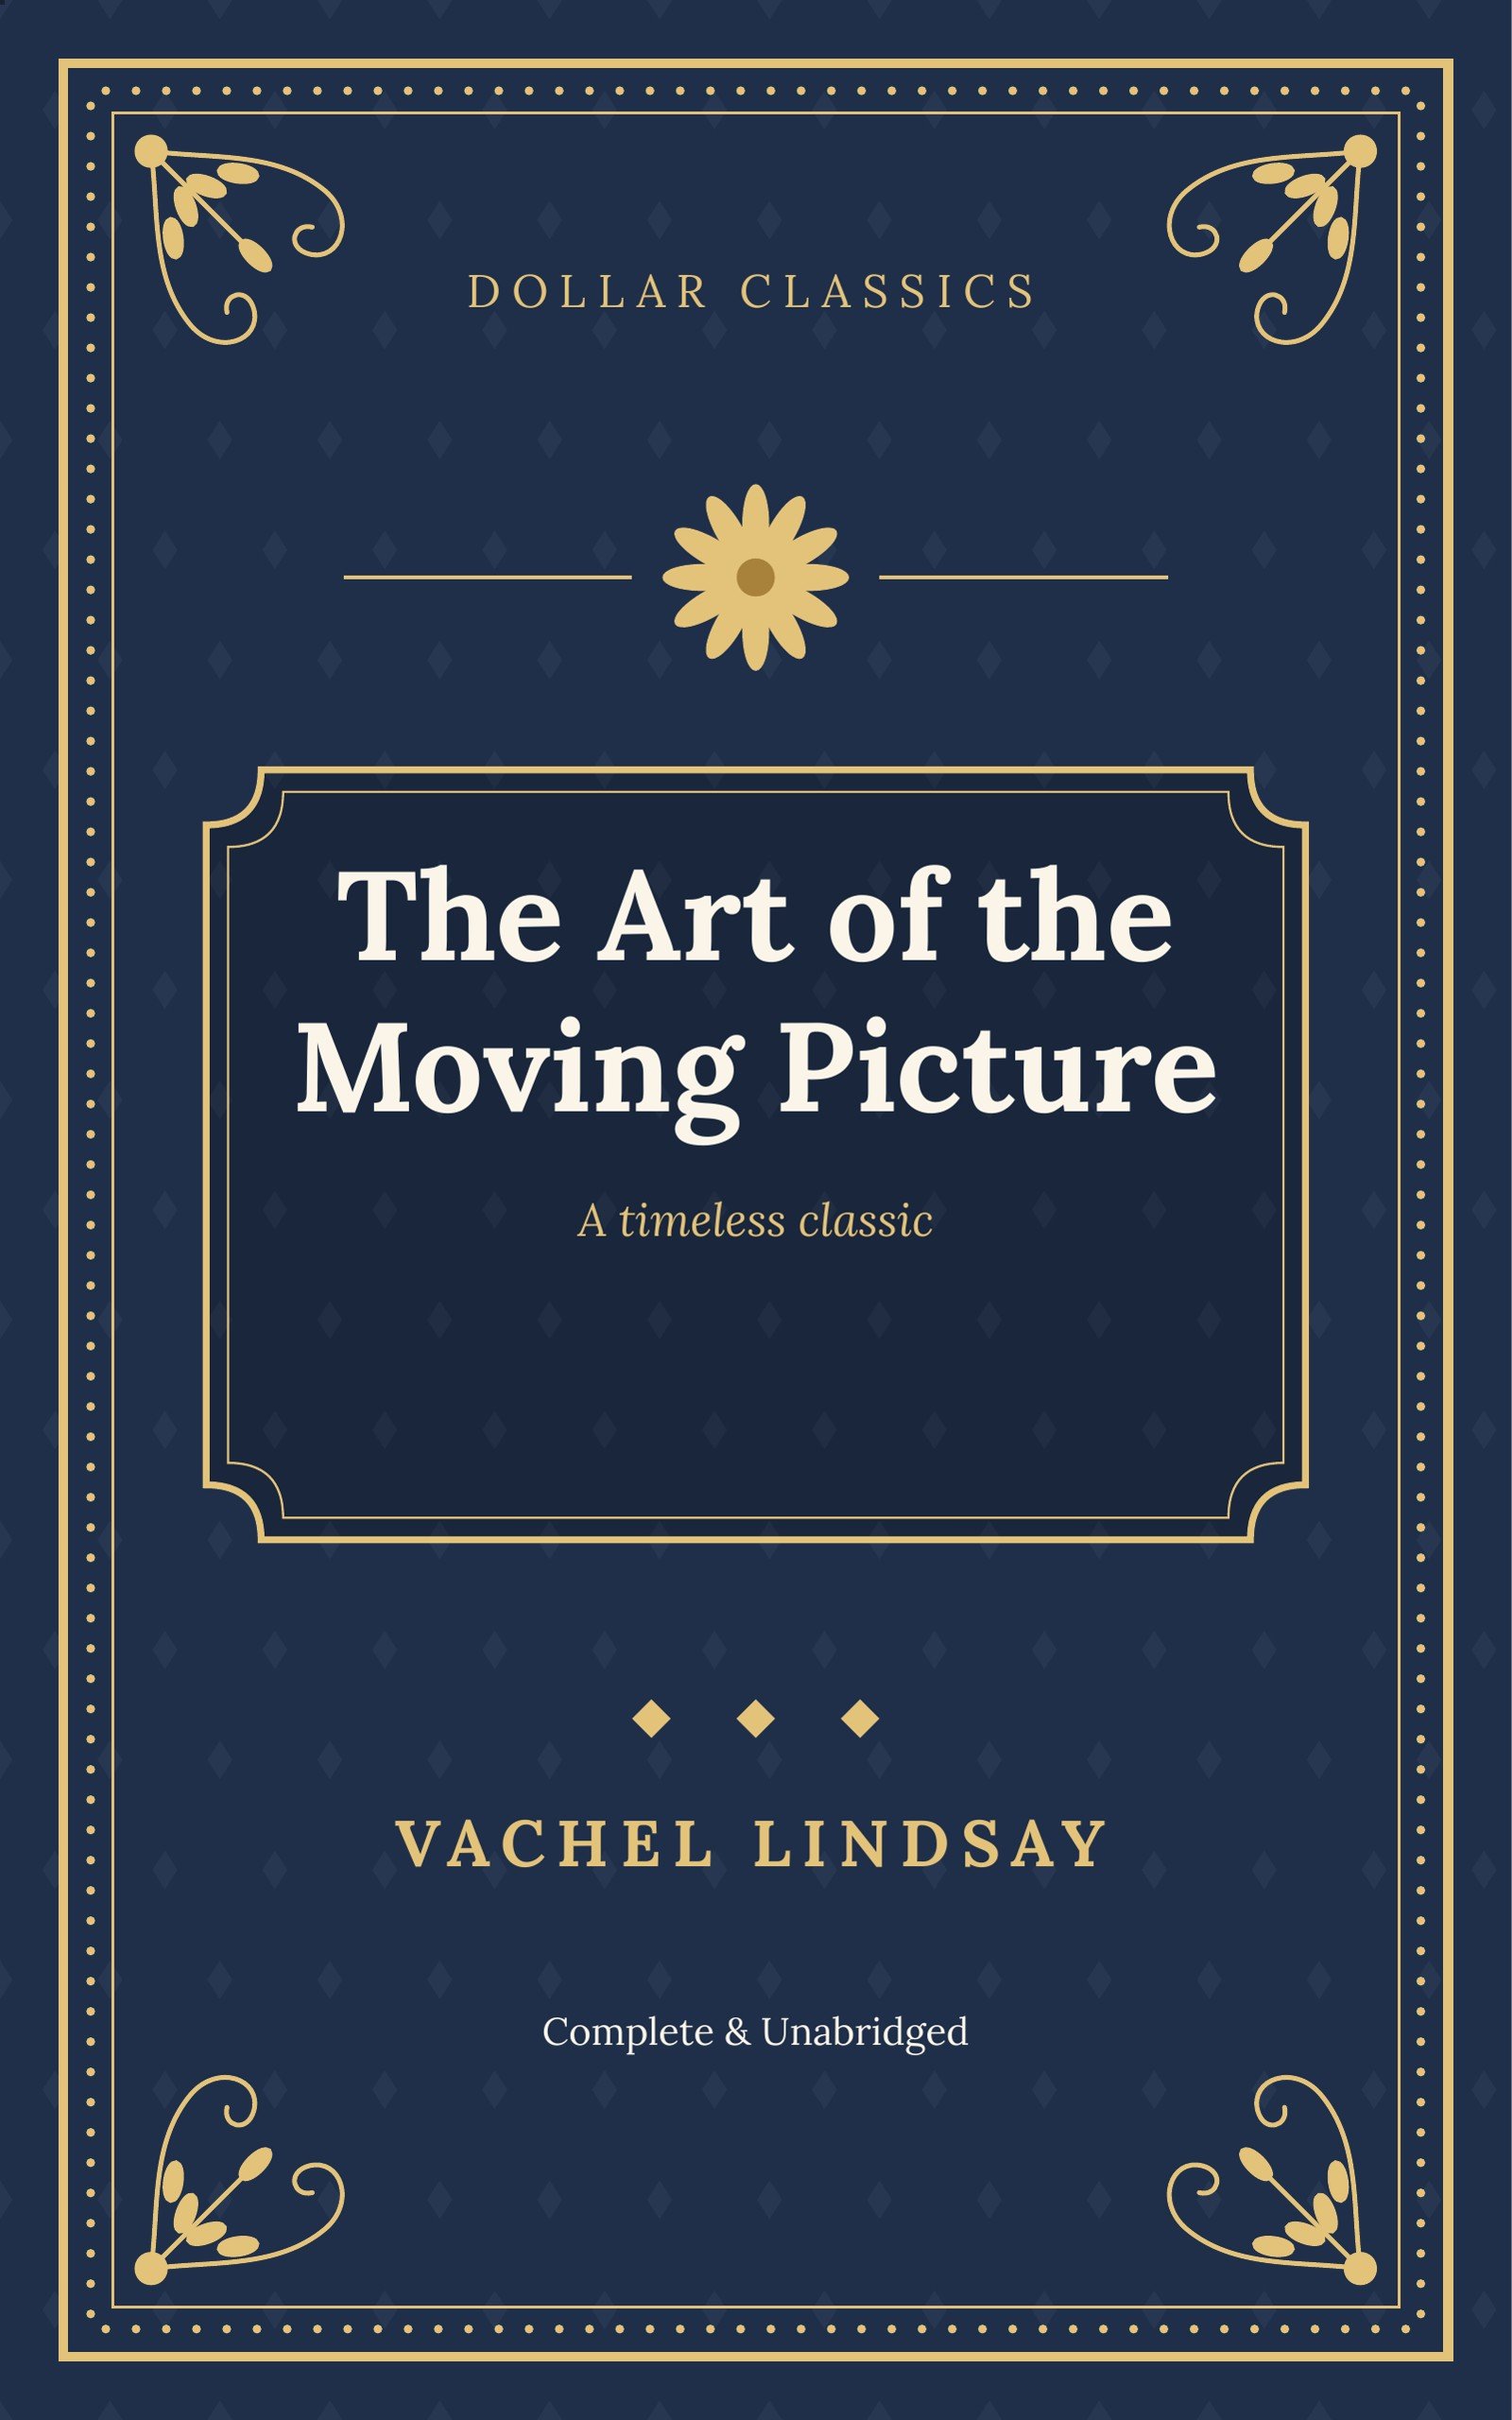 DOLLAR CLASSICS
The Art of the
Moving Picture
A timeless classic
VACHEL LINDSAY
Complete & Unabridged